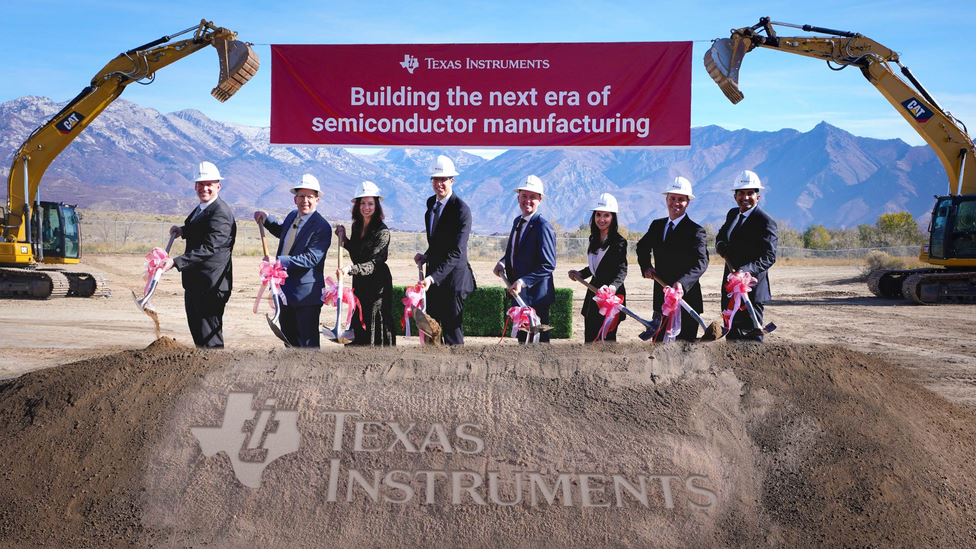 TEXAS INSTRUMENTS
Building the next era of
semiconductor manufacturing
CAT
CAT
TEXAS
INSTRUMENTS